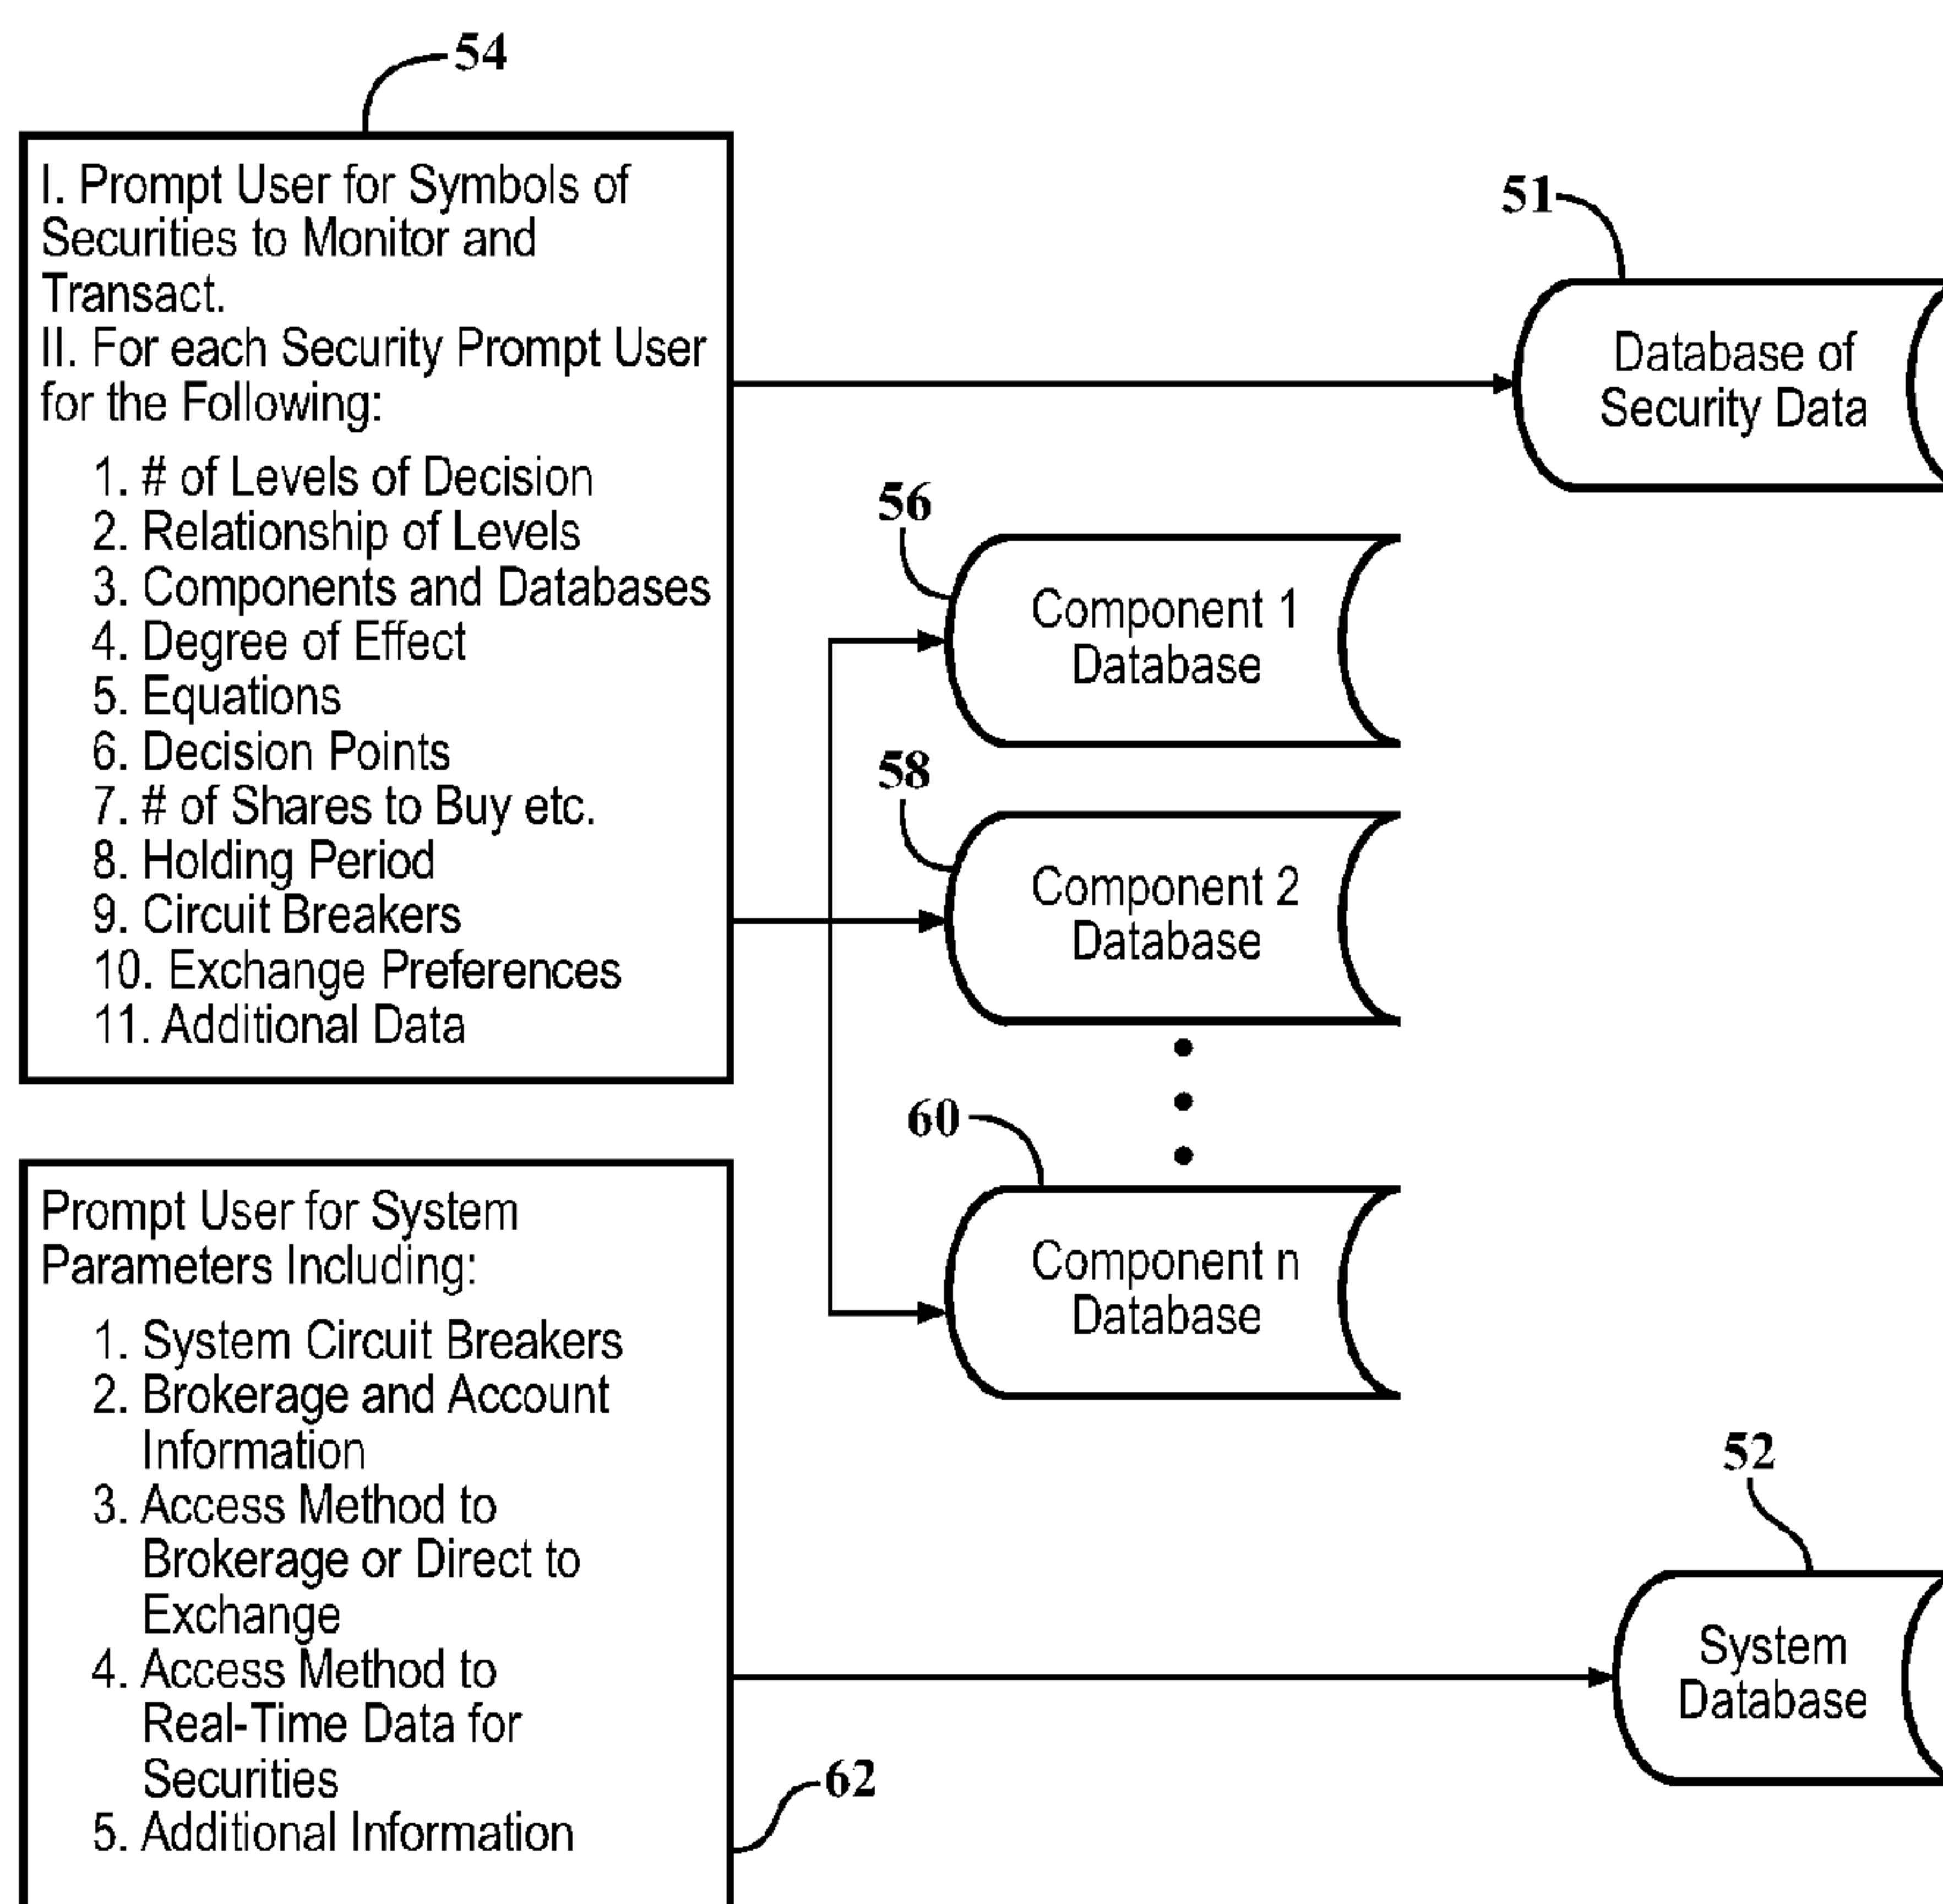 54
I. Prompt User for Symbols of
Securities to Monitor and
Transact.
II. For each Security Prompt User
for the Following:
1. # of Levels of Decision
2. Relationship of Levels
3. Components and Databases
4. Degree of Effect
5. Equations
6. Decision Points
7. # of Shares to Buy etc.
8. Holding Period
9. Circuit Breakers
10. Exchange Preferences
11. Additional Data
51
Database of
Security Data
56
Component 1
Database
58
Component 2
Database
60
Component n
Database
Prompt User for System
Parameters Including:
1. System Circuit Breakers
2. Brokerage and Account
Information
3. Access Method to
Brokerage or Direct to
Exchange
4. Access Method to
Real-Time Data for
Securities
5. Additional Information
62
52
System
Database